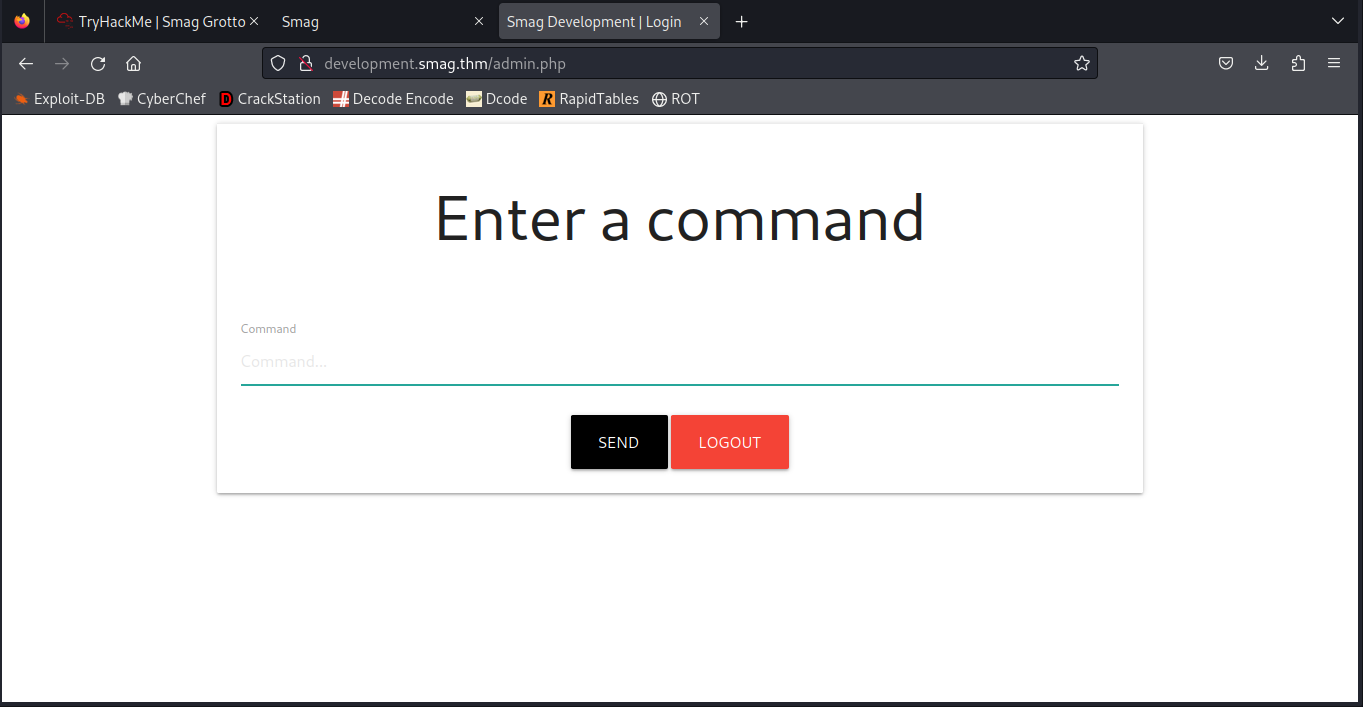 TryHackMe | Smag Grotto Smag Smag Development | Login
development.smag.thm/admin.php
Exploit-DB CyberChef CrackStation Decode Encode Dcode RapidTables ROT
Enter a command
Command
Command...
SEND LOGOUT